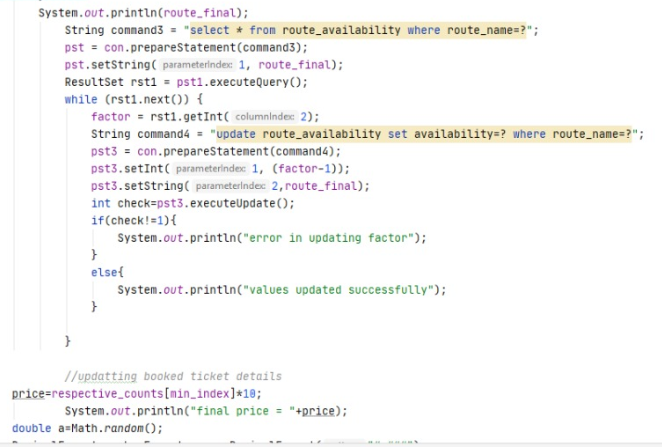 System.out.println(route_final);
String command3 = "select * from route_availability where route_name=?";
pst = con.prepareStatement(command3);
pst.setString( parameterIndex: 1, route_final);
ResultSet rst1 = pst1.executeQuery();
while (rst1.next()) {
factor = rst1.getInt( columnIndex: 2);
String command4 = "update route_availability set availability=? where route_name=?";
pst3 = con.prepareStatement(command4);
pst3.setInt( parameterIndex: 1, (factor-1));
pst3.setString( parameterIndex: 2,route_final);
int check=pst3.executeUpdate();
if(check!=1){
System.out.println("error in updating factor");
}
else{
System.out.println("values updated successfully");
}
}
//updatting booked ticket details
price=respective_counts[min_index]*10;
System.out.println("final price = "+price);
double a=Math.random();